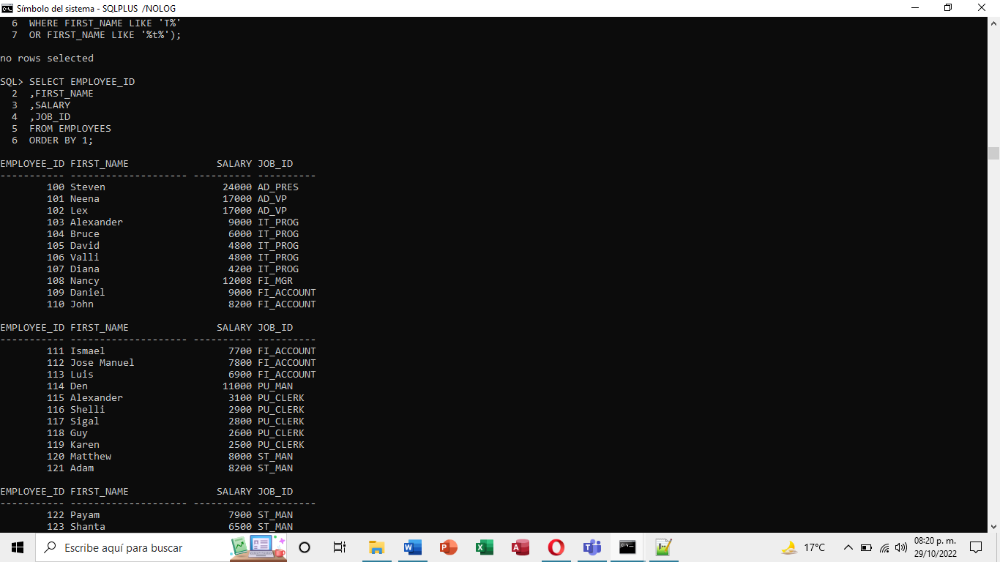 Símbolo del sistema - SQLPLUS /NOLOG
6 WHERE FIRST_NAME LIKE 'T%'
7 OR FIRST_NAME LIKE '%t%');
no rows selected
SQL> SELECT EMPLOYEE_ID
2 ,FIRST_NAME
3 ,SALARY
4 ,JOB_ID
5 FROM EMPLOYEES
6 ORDER BY 1;
EMPLOYEE_ID FIRST_NAME SALARY JOB_ID
----------- -------------------- ---------- ----------
100 Steven 24000 AD_PRES
101 Neena 17000 AD_VP
102 Lex 17000 AD_VP
103 Alexander 9000 IT_PROG
104 Bruce 6000 IT_PROG
105 David 4800 IT_PROG
106 Valli 4800 IT_PROG
107 Diana 4200 IT_PROG
108 Nancy 12008 FI_MGR
109 Daniel 9000 FI_ACCOUNT
110 John 8200 FI_ACCOUNT
EMPLOYEE_ID FIRST_NAME SALARY JOB_ID
----------- -------------------- ---------- ----------
111 Ismael 7700 FI_ACCOUNT
112 Jose Manuel 7800 FI_ACCOUNT
113 Luis 6900 FI_ACCOUNT
114 Den 11000 PU_MAN
115 Alexander 3100 PU_CLERK
116 Shelli 2900 PU_CLERK
117 Sigal 2800 PU_CLERK
118 Guy 2600 PU_CLERK
119 Karen 2500 PU_CLERK
120 Matthew 8000 ST_MAN
121 Adam 8200 ST_MAN
EMPLOYEE_ID FIRST_NAME SALARY JOB_ID
----------- -------------------- ---------- ----------
122 Payam 7900 ST_MAN
123 Shanta 6500 ST_MAN
Escribe aquí para buscar
17°C
08:20 p. m.
29/10/2022